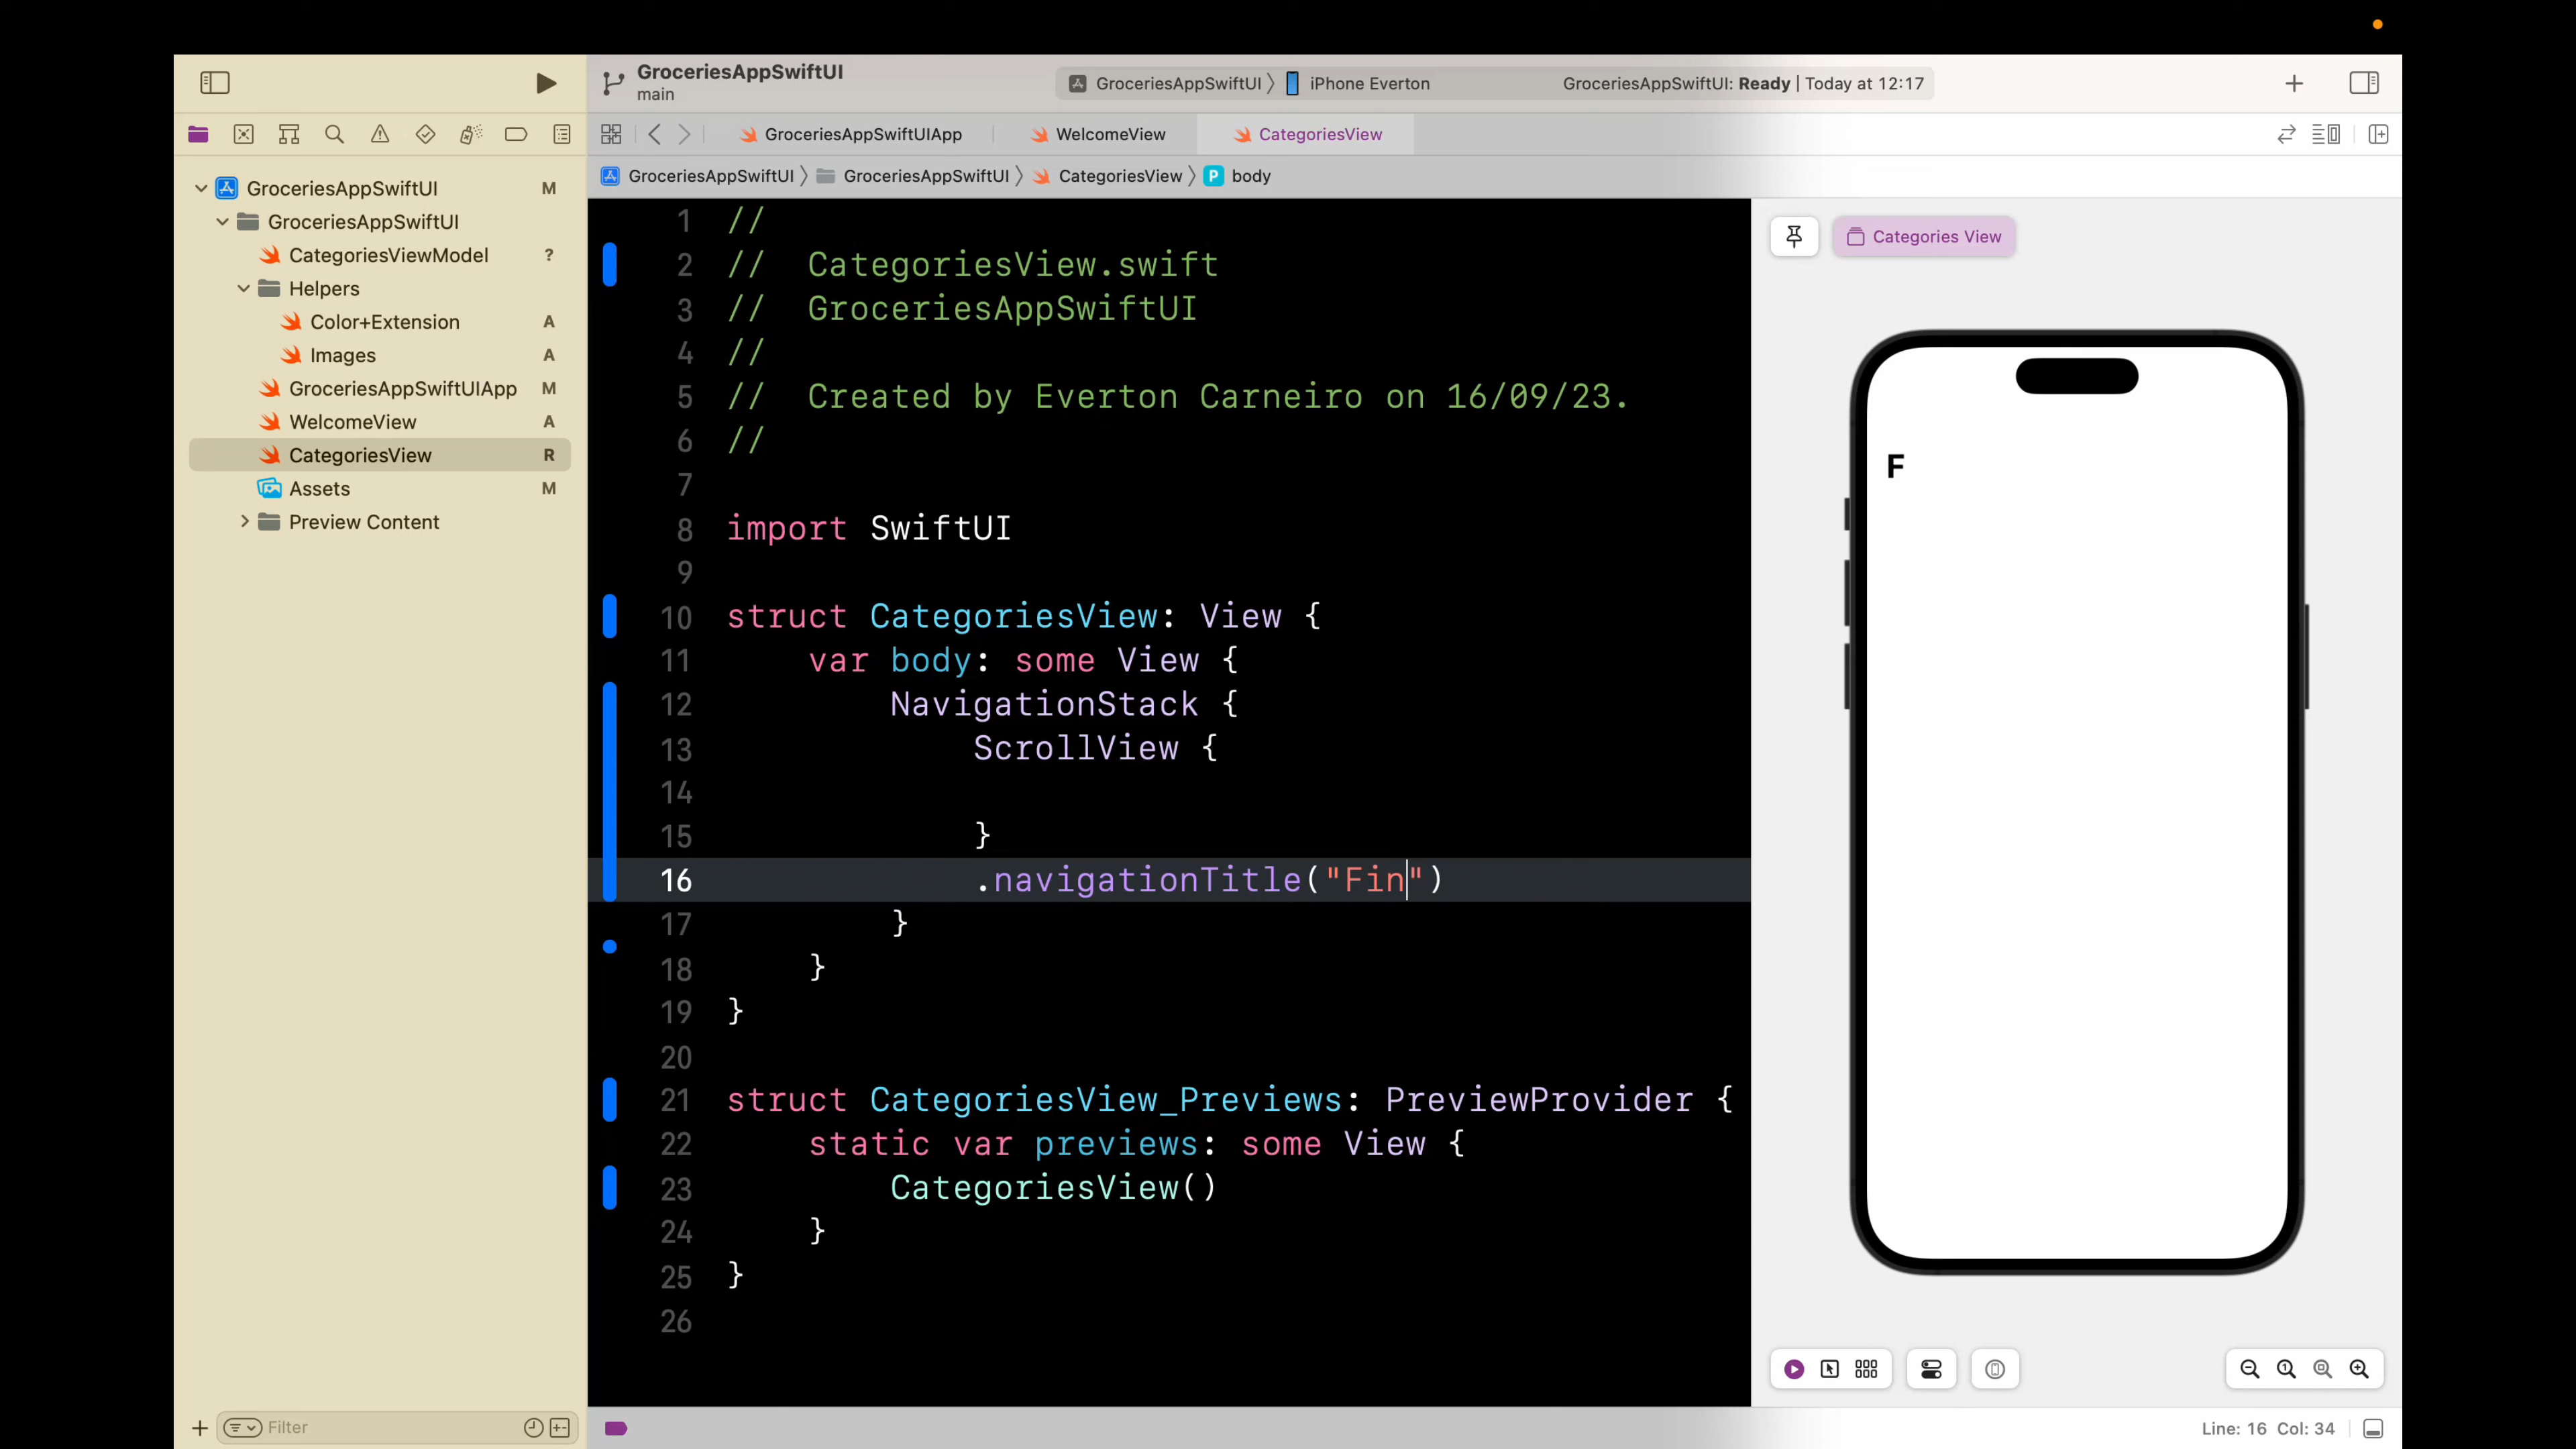 GroceriesAppSwiftUI
main
GroceriesAppSwiftUI
iPhone Everton
GroceriesAppSwiftUI: Ready | Today at 12:17
GroceriesAppSwiftUIApp
WelcomeView
CategoriesView
GroceriesAppSwiftUI
GroceriesAppSwiftUI
CategoriesView
P
body
GroceriesAppSwiftUI M
GroceriesAppSwiftUI
CategoriesViewModel ?
Helpers
Color+Extension A
Images A
GroceriesAppSwiftUIApp M
WelcomeView A
CategoriesView R
Assets M
Preview Content
Filter
1 //
2 //  CategoriesView.swift
3 //  GroceriesAppSwiftUI
4 //
5 //  Created by Everton Carneiro on 16/09/23.
6 //
7
8 import SwiftUI
9
10 struct CategoriesView: View {
11     var body: some View {
12         NavigationStack {
13             ScrollView {
14
15             }
16             .navigationTitle("Fin")
17         }
18     }
19 }
20
21 struct CategoriesView_Previews: PreviewProvider {
22     static var previews: some View {
23         CategoriesView()
24     }
25 }
26
Categories View
F
Line: 16 Col: 34